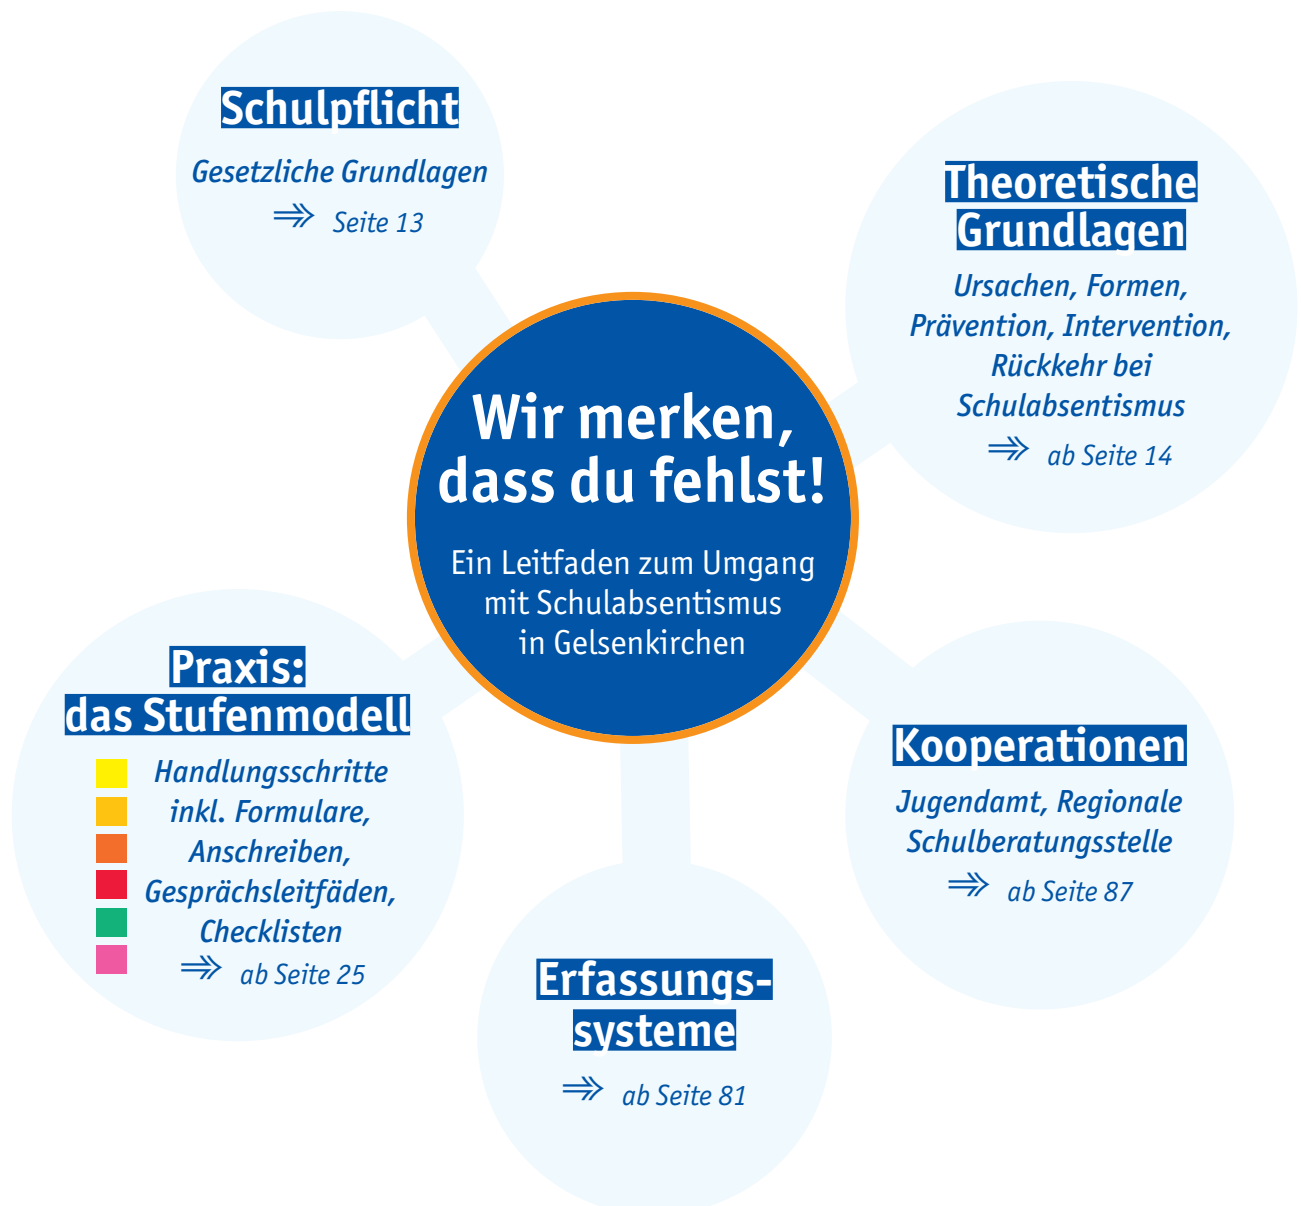 Schulpflicht
Gesetzliche Grundlagen
⇒ Seite 13
Theoretische
Grundlagen
Ursachen, Formen,
Prävention, Intervention,
Rückkehr bei
Schulabsentismus
⇒ ab Seite 14
Wir merken,
dass du fehlst!
Ein Leitfaden zum Umgang
mit Schulabsentismus
in Gelsenkirchen
Praxis:
das Stufenmodell
Handlungsschritte
inkl. Formulare,
Anschreiben,
Gesprächsleitfäden,
Checklisten
⇒ ab Seite 25
Kooperationen
Jugendamt, Regionale
Schulberatungsstelle
⇒ ab Seite 87
Erfassungs-
systeme
⇒ ab Seite 81